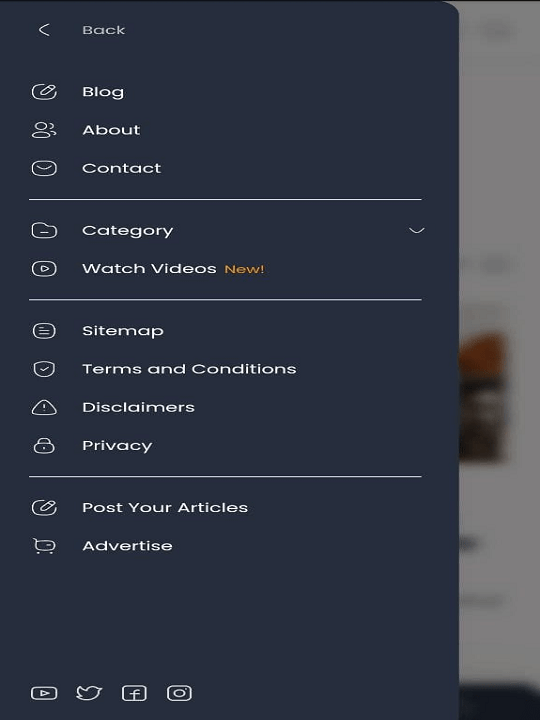 Back
Blog
About
Contact
Category
Watch Videos New!
Sitemap
Terms and Conditions
Disclaimers
Privacy
Post Your Articles
Advertise